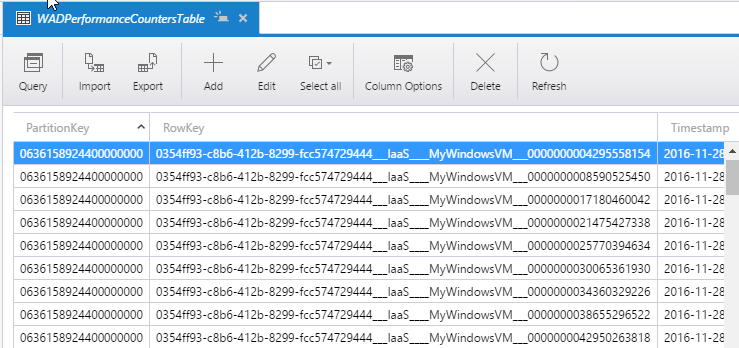 WADPerformanceCountersTable
Query Import Export Add Edit Select all Column Options Delete Refresh
PartitionKey RowKey Timestamp
0636158924400000000 0354ff93-c8b6-412b-8299-fcc574729444___IaaS____MyWindowsVM___0000000004295558154 2016-11-28
0636158924400000000 0354ff93-c8b6-412b-8299-fcc574729444___IaaS____MyWindowsVM___0000000008590525450 2016-11-28
0636158924400000000 0354ff93-c8b6-412b-8299-fcc574729444___IaaS____MyWindowsVM___0000000017180460042 2016-11-28
0636158924400000000 0354ff93-c8b6-412b-8299-fcc574729444___IaaS____MyWindowsVM___0000000021475427338 2016-11-28
0636158924400000000 0354ff93-c8b6-412b-8299-fcc574729444___IaaS____MyWindowsVM___0000000025770394634 2016-11-28
0636158924400000000 0354ff93-c8b6-412b-8299-fcc574729444___IaaS____MyWindowsVM___0000000030065361930 2016-11-28
0636158924400000000 0354ff93-c8b6-412b-8299-fcc574729444___IaaS____MyWindowsVM___0000000034360329226 2016-11-28
0636158924400000000 0354ff93-c8b6-412b-8299-fcc574729444___IaaS____MyWindowsVM___0000000038655296522 2016-11-28
0636158924400000000 0354ff93-c8b6-412b-8299-fcc574729444___IaaS____MyWindowsVM___0000000042950263818 2016-11-28